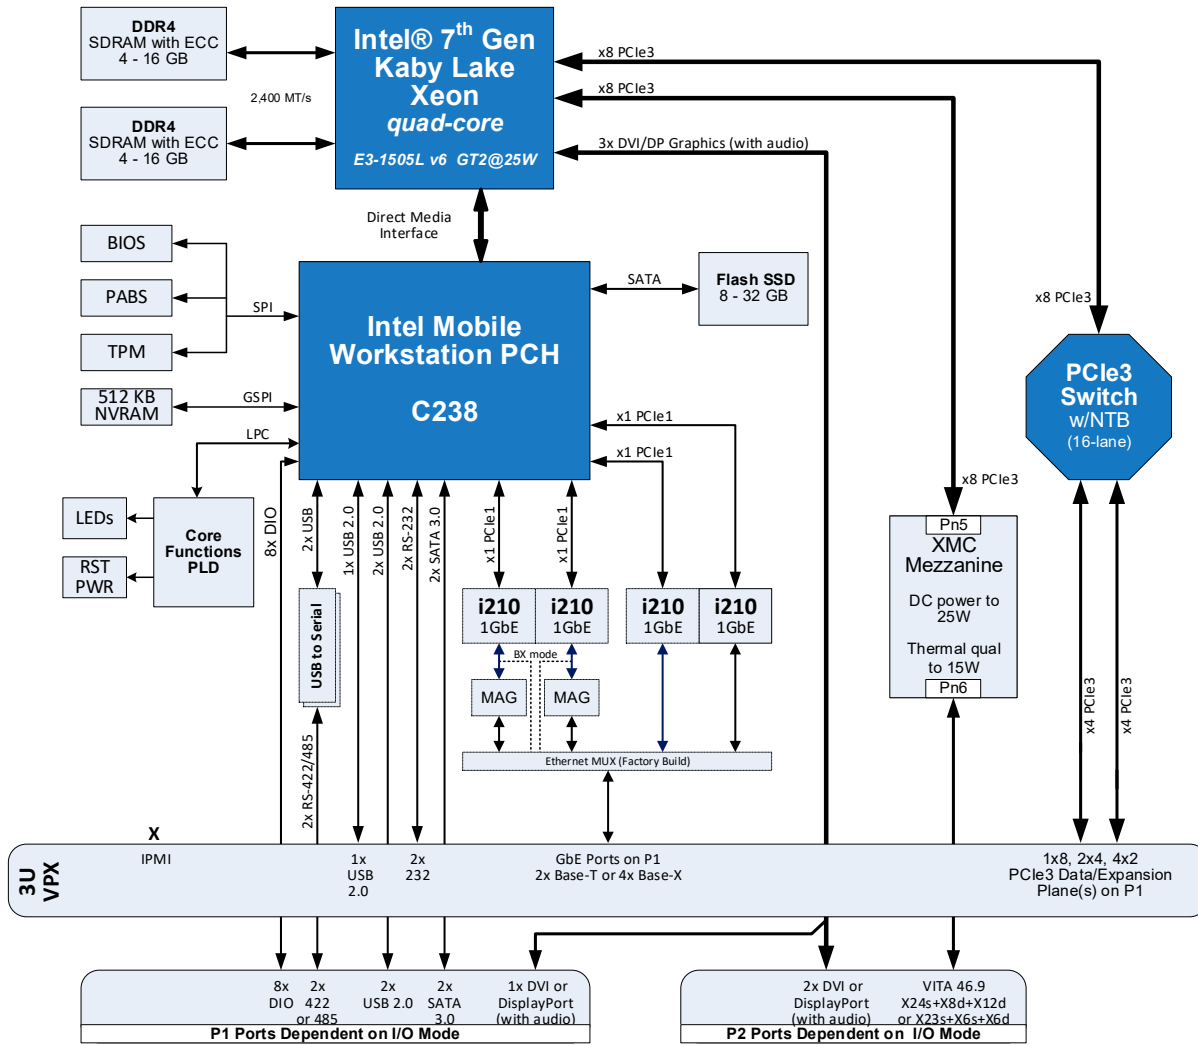 DDR4
SDRAM with ECC
4 - 16 GB
2,400 MT/s
DDR4
SDRAM with ECC
4 - 16 GB
Intel® 7th Gen
Kaby Lake
Xeon
quad-core
E3-1505L v6 GT2@25W
x8 PCIe3
x8 PCIe3
3x DVI/DP Graphics (with audio)
Direct Media
Interface
BIOS
PABS
TPM
SPI
512 KB
NVRAM
GSPI
LPC
Intel Mobile
Workstation PCH
C238
SATA
Flash SSD
8 - 32 GB
x8 PCIe3
PCIe3
Switch
w/NTB
(16-lane)
x1 PCIe1
x1 PCIe1
x8 PCIe3
LEDs
RST
PWR
Core
Functions
PLD
8x DIO
2x USB
1x USB 2.0
2x USB 2.0
2x RS-232
2x SATA 3.0
x1 PCIe1
x1 PCIe1
USB to Serial
2x RS-422/485
i210
1GbE
i210
1GbE
i210
1GbE
i210
1GbE
BX mode
MAG
MAG
Ethernet MUX (Factory Build)
Pn5
XMC
Mezzanine
DC power to
25W
Thermal qual
to 15W
Pn6
x4 PCIe3
x4 PCIe3
3U
VPX
X
IPMI
1x
USB
2.0
2x
232
GbE Ports on P1
2x Base-T or 4x Base-X
1x8, 2x4, 4x2
PCIe3 Data/Expansion
Plane(s) on P1
8x
DIO
2x
422
or 485
2x
USB 2.0
2x
SATA
3.0
1x DVI or
DisplayPort
(with audio)
P1 Ports Dependent on I/O Mode
2x DVI or
DisplayPort
(with audio)
VITA 46.9
X24s+X8d+X12d
or X23s+X6s+X6d
P2 Ports Dependent on I/O Mode